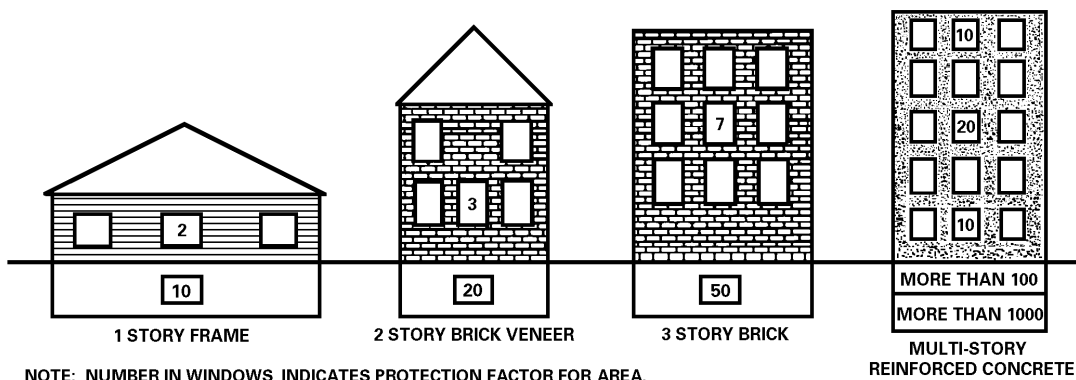 10
20
10
7
2
3
10
20
50
MORE THAN 100
MORE THAN 1000
1 STORY FRAME
2 STORY BRICK VENEER
3 STORY BRICK
MULTI-STORY
REINFORCED CONCRETE
NOTE: NUMBER IN WINDOWS INDICATES PROTECTION FACTOR FOR AREA.